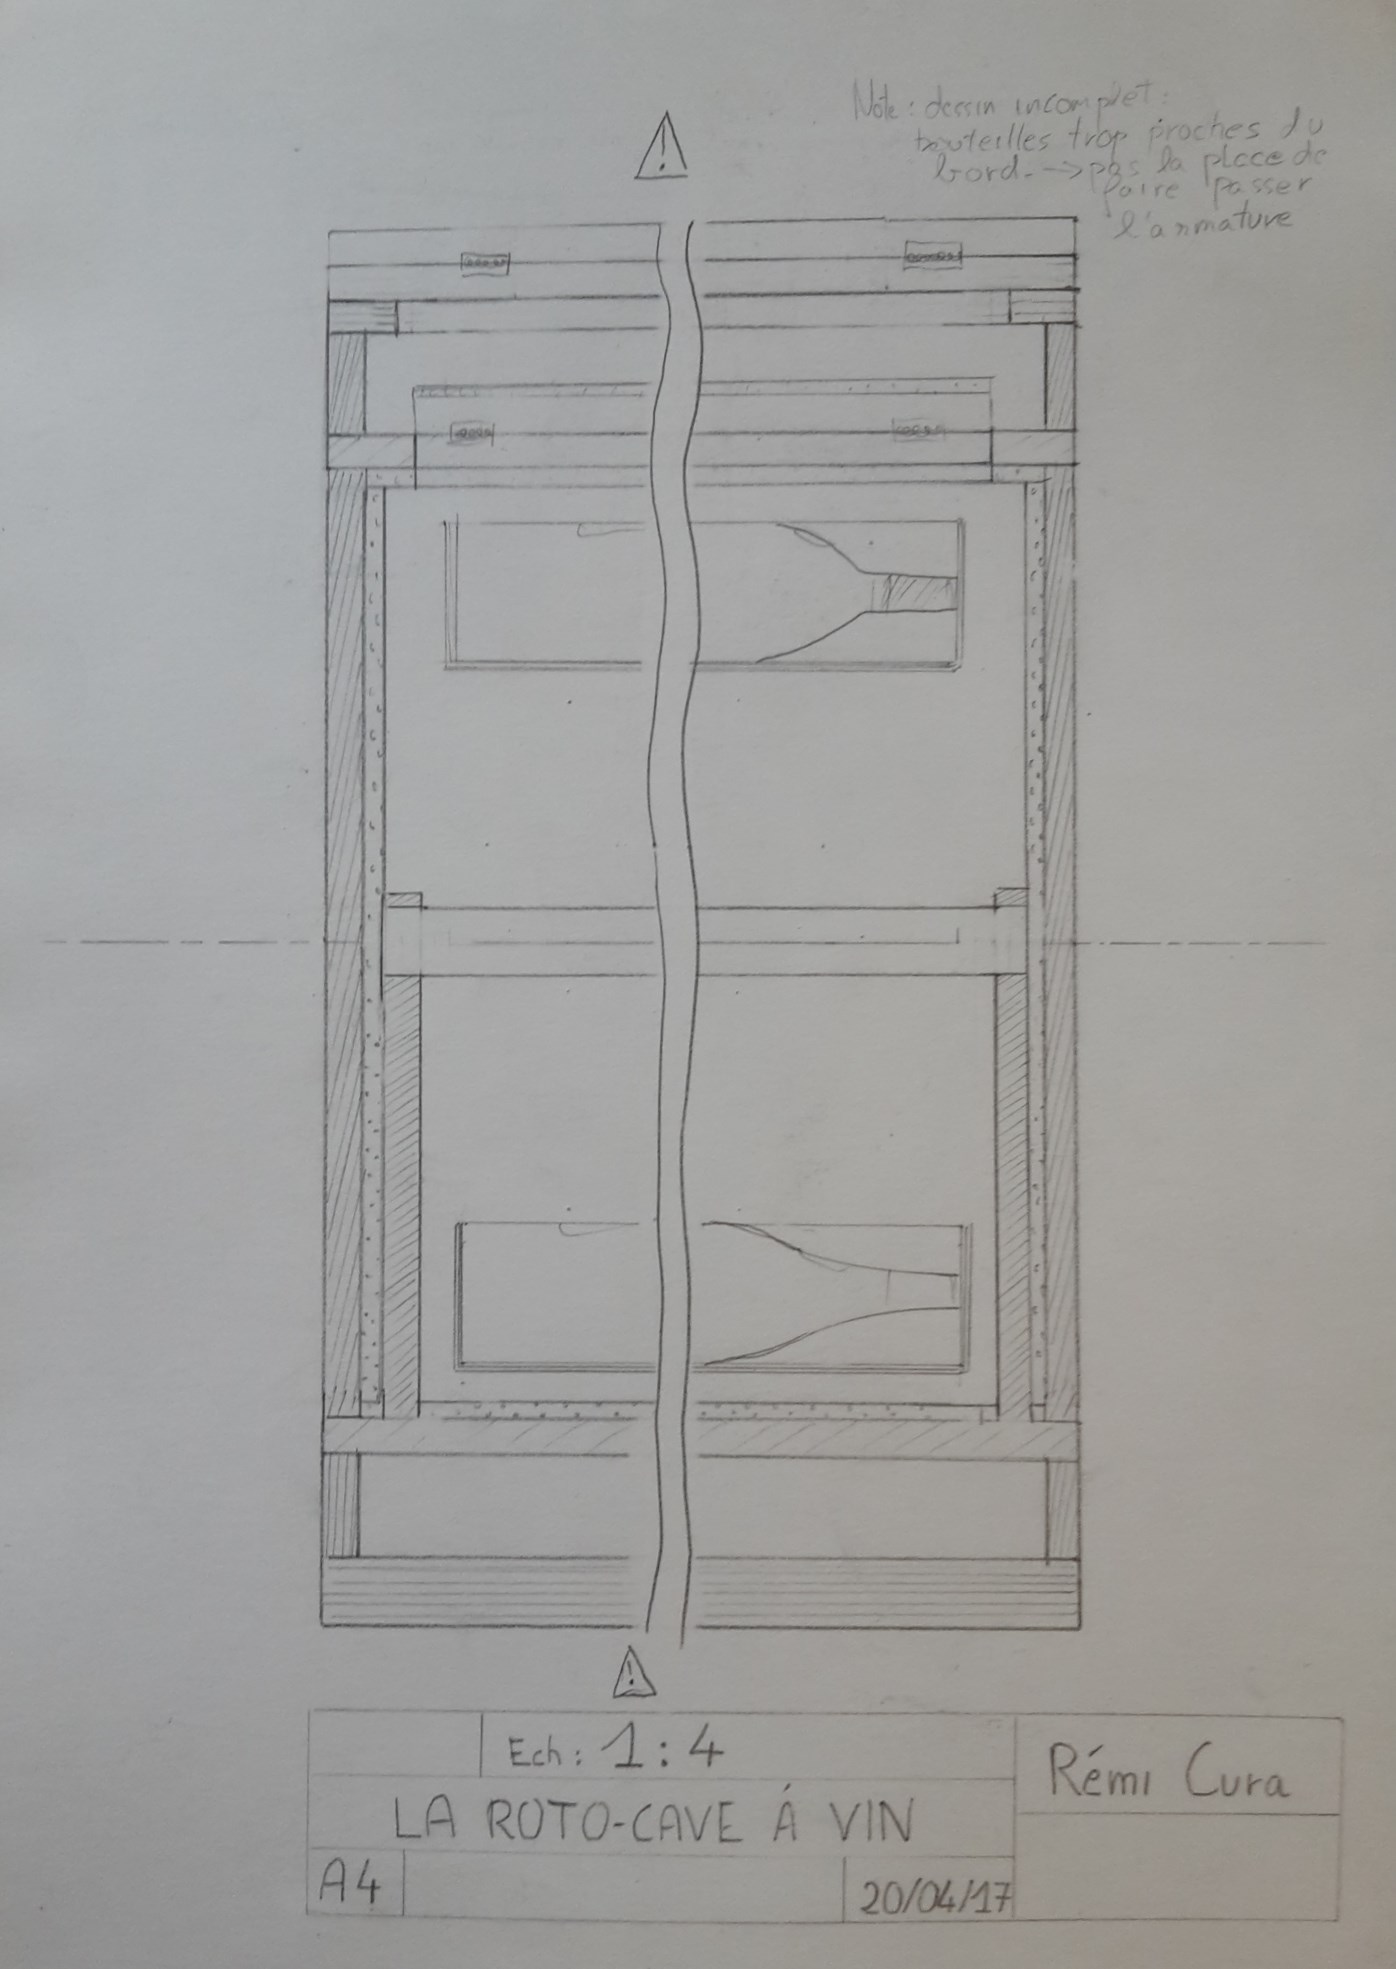 Note: dessin incomplet:
bouteilles trop proches du
bord. -> pas la place de
faire passer
l'armature
!
!
Ech: 1:4
Rémi Cura
LA ROTO-CAVE À VIN
A4
20/04/17